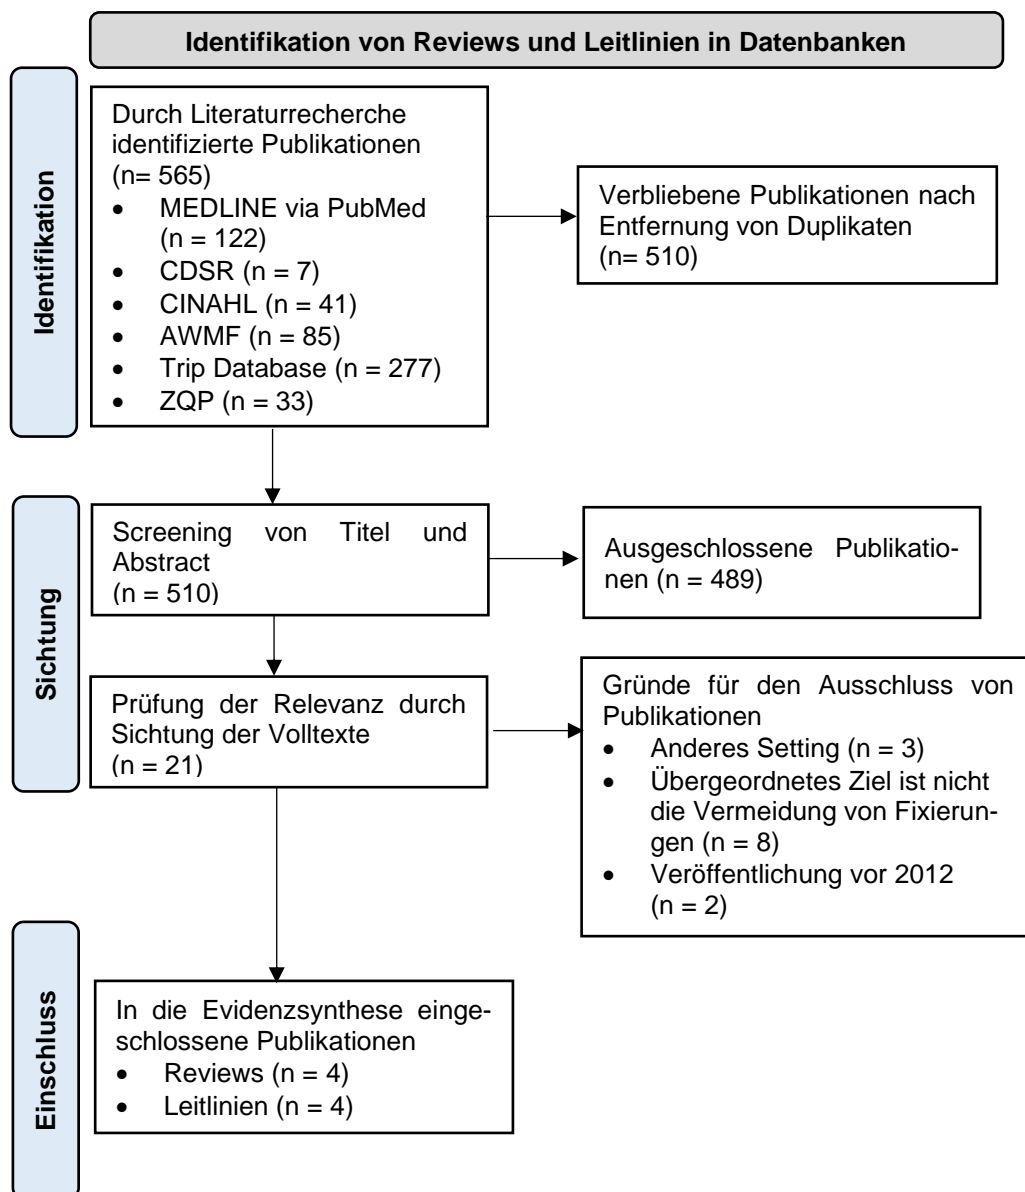 Identifikation von Reviews und Leitlinien in Datenbanken
Identifikation
Durch Literaturrecherche
identifizierte Publikationen
(n= 565)
• MEDLINE via PubMed
(n = 122)
• CDSR (n = 7)
• CINAHL (n = 41)
• AWMF (n = 85)
• Trip Database (n = 277)
• ZQP (n = 33)
Verbliebene Publikationen nach
Entfernung von Duplikaten
(n= 510)
Sichtung
Screening von Titel und
Abstract
(n = 510)
Ausgeschlossene Publikatio-
nen (n = 489)
Prüfung der Relevanz durch
Sichtung der Volltexte
(n = 21)
Gründe für den Ausschluss von
Publikationen
• Anderes Setting (n = 3)
• Übergeordnetes Ziel ist nicht
die Vermeidung von Fixierun-
gen (n = 8)
• Veröffentlichung vor 2012
(n = 2)
Einschluss
In die Evidenzsynthese einge-
schlossene Publikationen
• Reviews (n = 4)
• Leitlinien (n = 4)